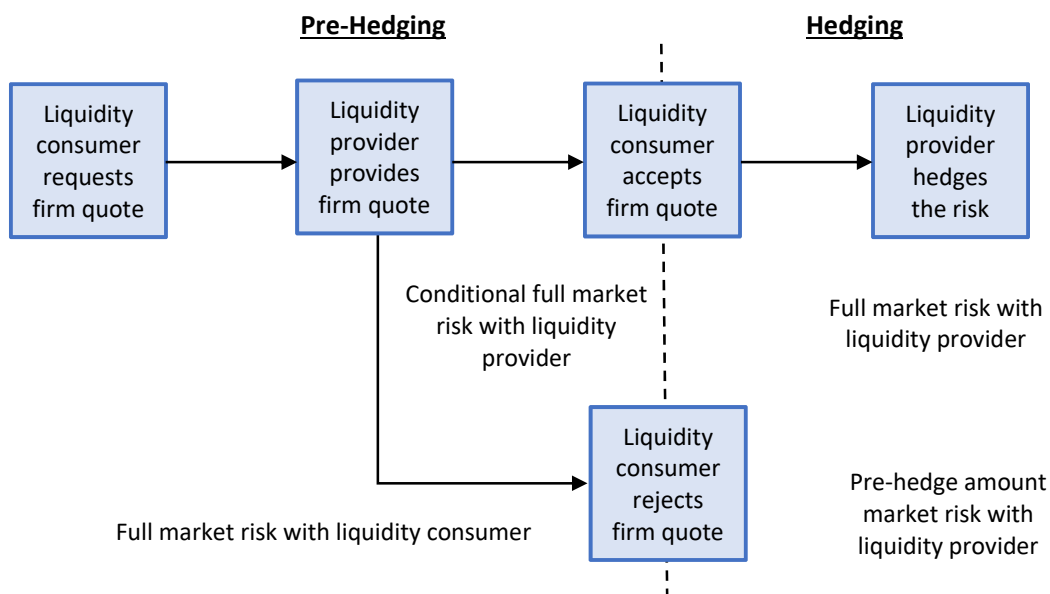 Pre-Hedging
Hedging
Liquidity
consumer
requests
firm quote
Liquidity
provider
provides
firm quote
Liquidity
consumer
accepts
firm quote
Liquidity
provider
hedges
the risk
Conditional full market
risk with liquidity
provider
Full market risk with
liquidity provider
Liquidity
consumer
rejects
firm quote
Full market risk with liquidity consumer
Pre-hedge amount
market risk with
liquidity provider